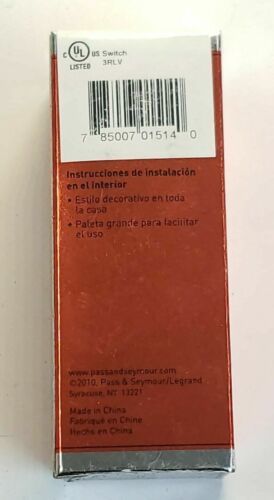 C UL US Switch
LISTED 3RLV
7 85007 01514 0
Instrucciones de instalación
en el interior
• Estilo decorativo en toda
la casa
• Paleta grande para facilitar
el uso
www.passandseymour.com
©2010, Pass & Seymour/Legrand
Syracuse, NY 13221
Made in China
Fabriqué en Chine
Hecho en China